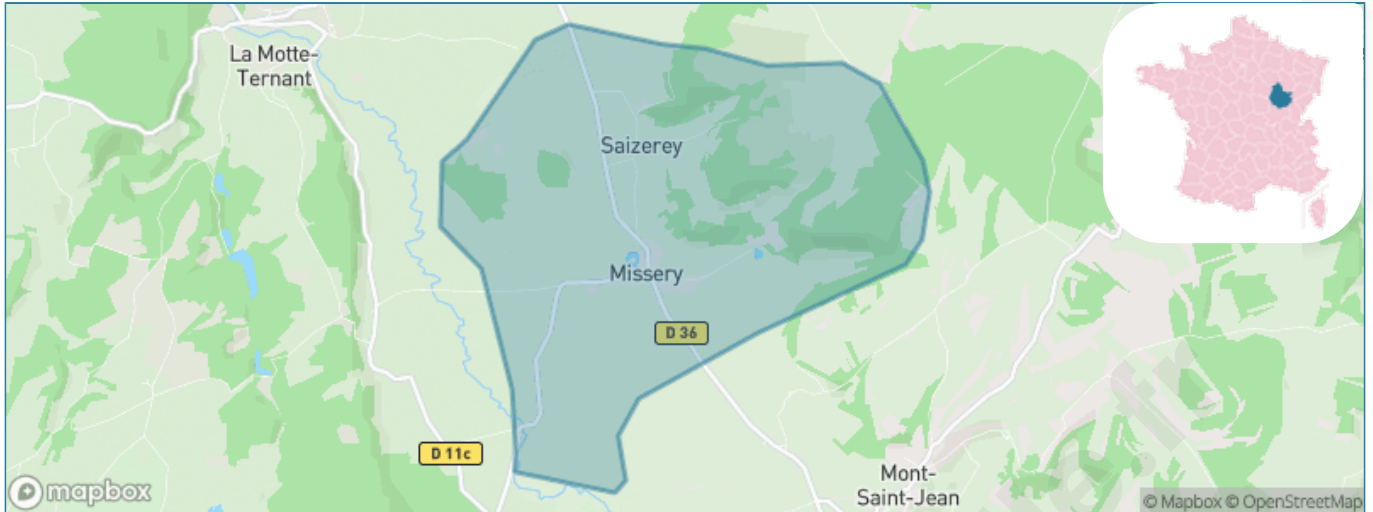 La Motte-
Ternant
Saizerey
Missery
D 36
D 11c
Mont-
Saint-Jean
mapbox
© Mapbox © OpenStreetMap